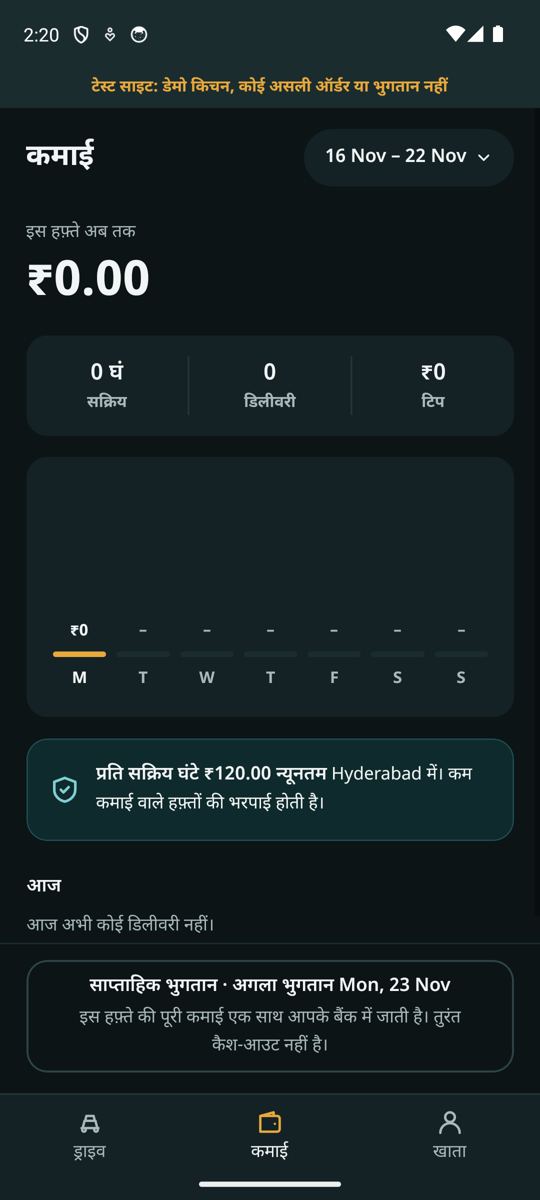 2:20
टेस्ट साइट: डेमो किचन, कोई असली ऑर्डर या भुगतान नहीं
कमाई
16 Nov – 22 Nov
इस हफ़्ते अब तक
₹0.00
0 घं
सक्रिय
0
डिलीवरी
₹0
टिप
₹0 – – – – – –
M T W T F S S
प्रति सक्रिय घंटे ₹120.00 न्यूनतम Hyderabad में। कम
कमाई वाले हफ़्तों की भरपाई होती है।
आज
आज अभी कोई डिलीवरी नहीं।
साप्ताहिक भुगतान · अगला भुगतान Mon, 23 Nov
इस हफ़्ते की पूरी कमाई एक साथ आपके बैंक में जाती है। तुरंत
कैश-आउट नहीं है।
ड्राइव
कमाई
खाता